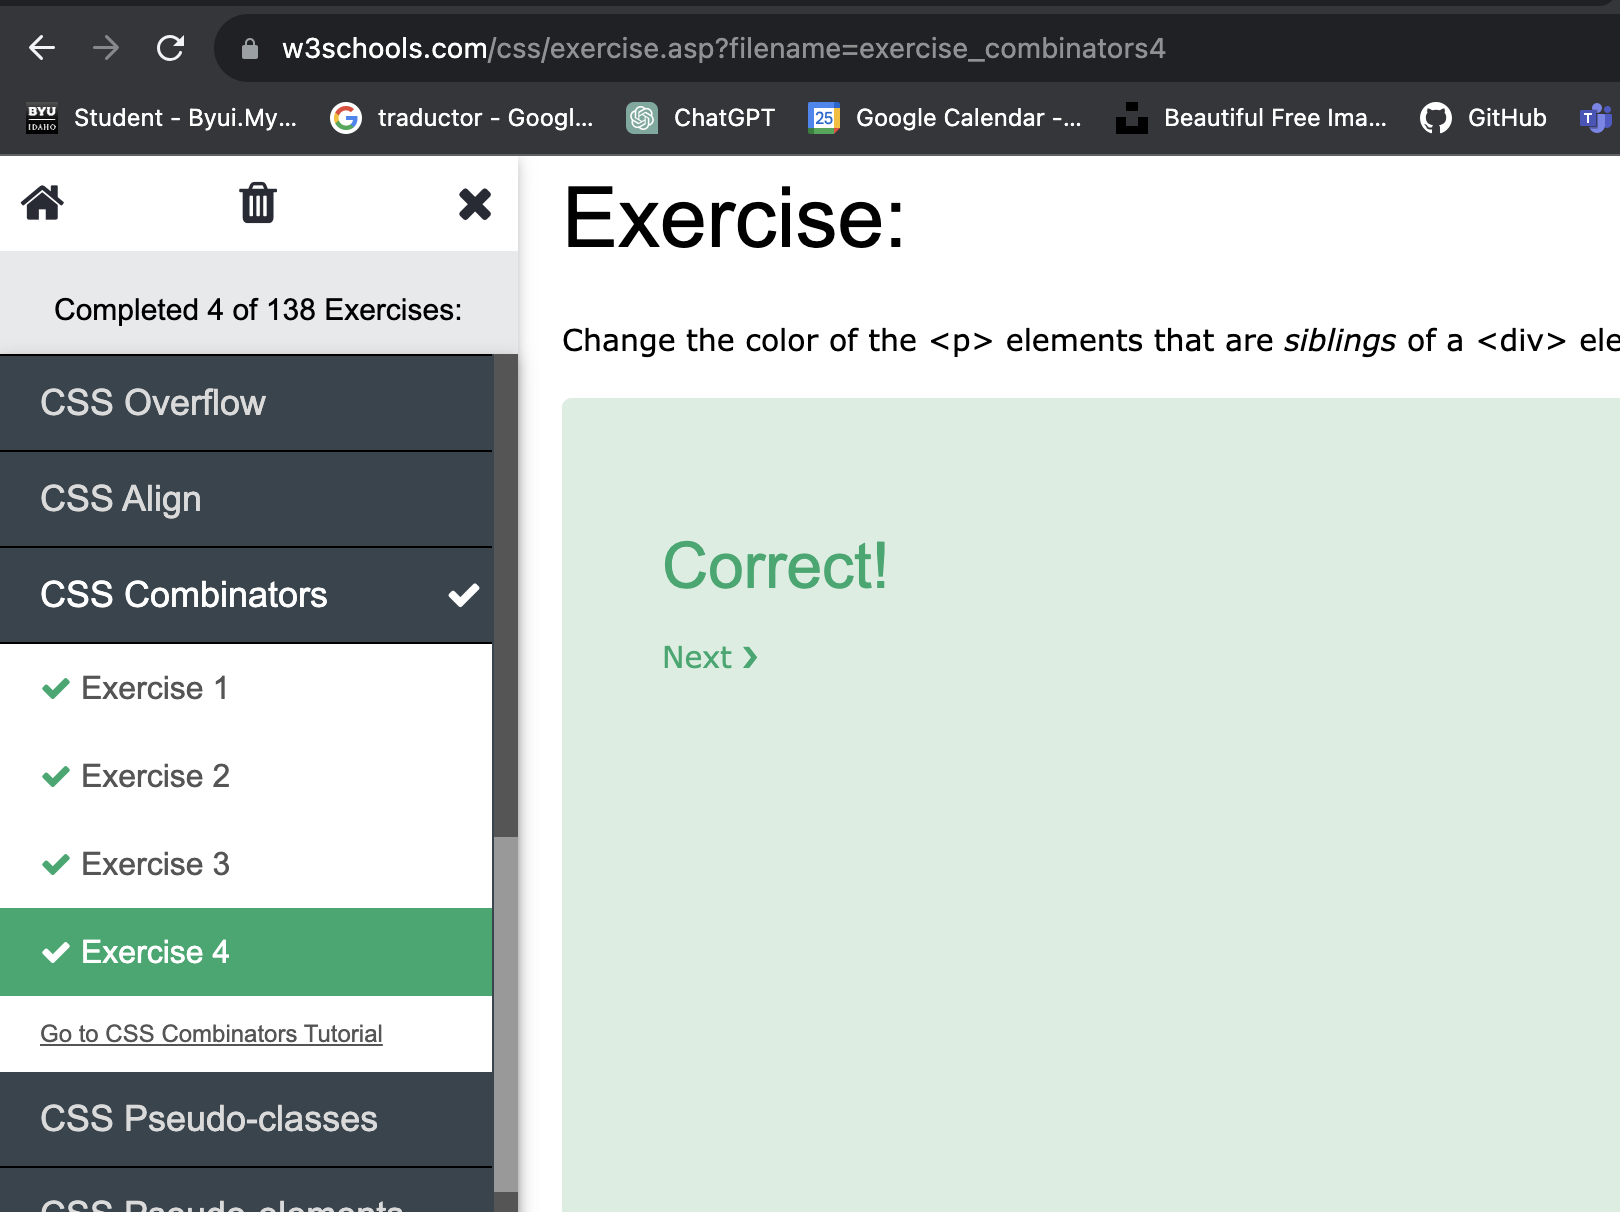 w3schools.com/css/exercise.asp?filename=exercise_combinators4
BYU IDAHO Student - Byui.My... traductor - Googl... ChatGPT 25 Google Calendar -... Beautiful Free Ima... GitHub T
Completed 4 of 138 Exercises:
CSS Overflow
CSS Align
CSS Combinators
Exercise 1
Exercise 2
Exercise 3
Exercise 4
Go to CSS Combinators Tutorial
CSS Pseudo-classes
CSS Pseudo-elements
Exercise:
Change the color of the <p> elements that are siblings of a <div> ele
Correct!
Next ❯